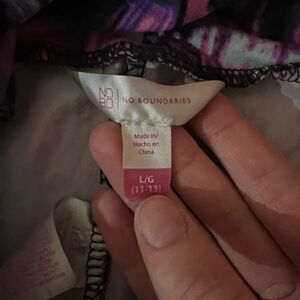 NO
BO
NO BOUNDARIES
Made In/
Hecho en
China
L/G
(11-13)